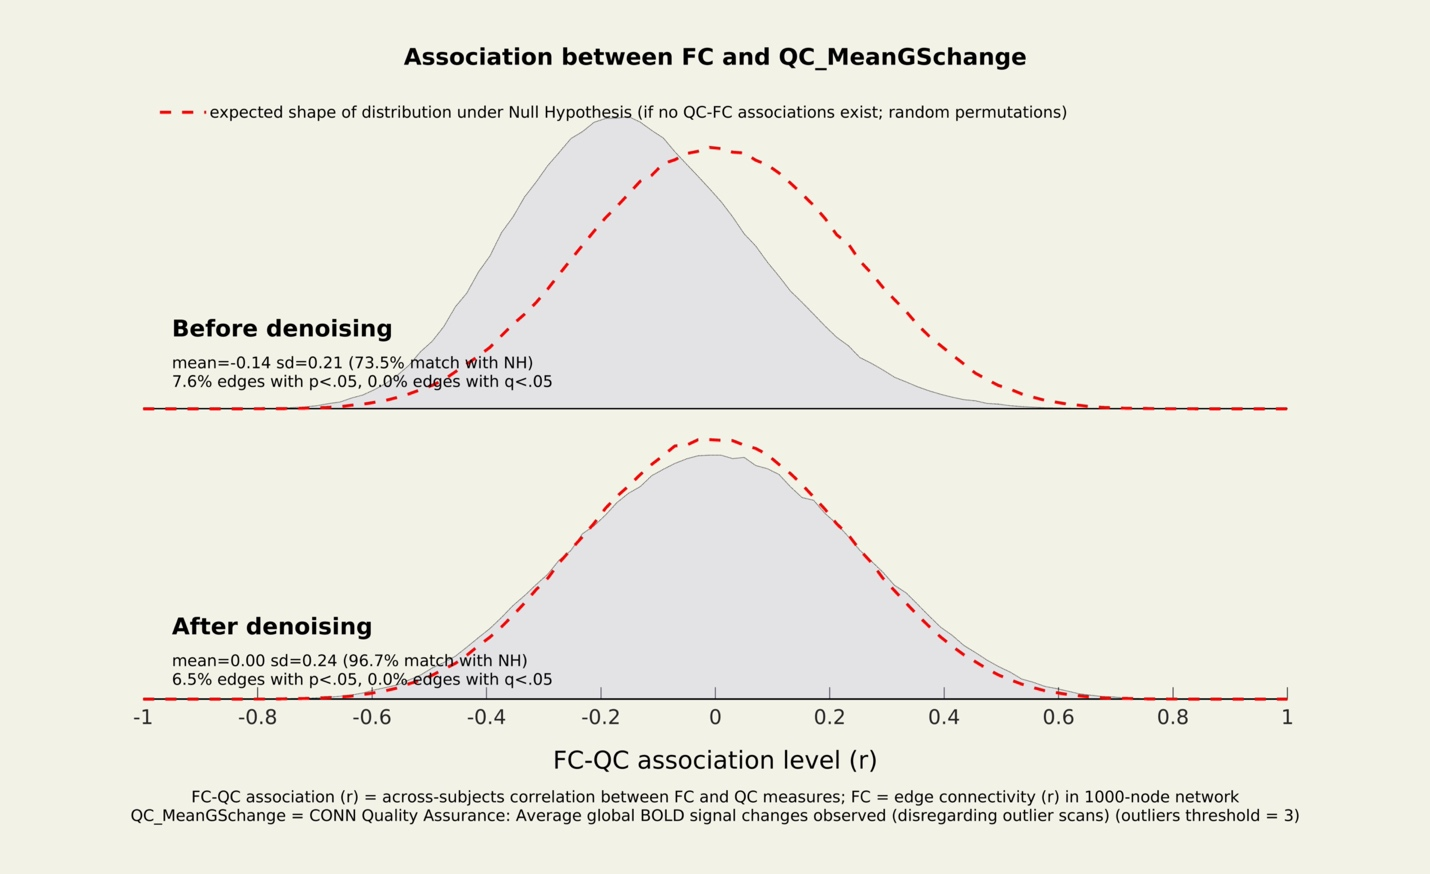 Association between FC and QC_MeanGSchange
expected shape of distribution under Null Hypothesis (if no QC-FC associations exist; random permutations)
Before denoising
mean=-0.14 sd=0.21 (73.5% match with NH)
7.6% edges with p<.05, 0.0% edges with q<.05
After denoising
mean=0.00 sd=0.24 (96.7% match with NH)
6.5% edges with p<.05, 0.0% edges with q<.05
-1 -0.8 -0.6 -0.4 -0.2 0 0.2 0.4 0.6 0.8 1
FC-QC association level (r)
FC-QC association (r) = across-subjects correlation between FC and QC measures; FC = edge connectivity (r) in 1000-node network
QC_MeanGSchange = CONN Quality Assurance: Average global BOLD signal changes observed (disregarding outlier scans) (outliers threshold = 3)